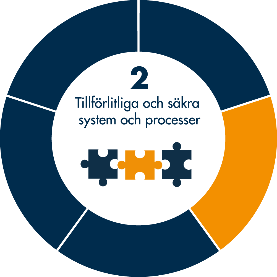 2
Tillförlitliga och säkra
system och processer